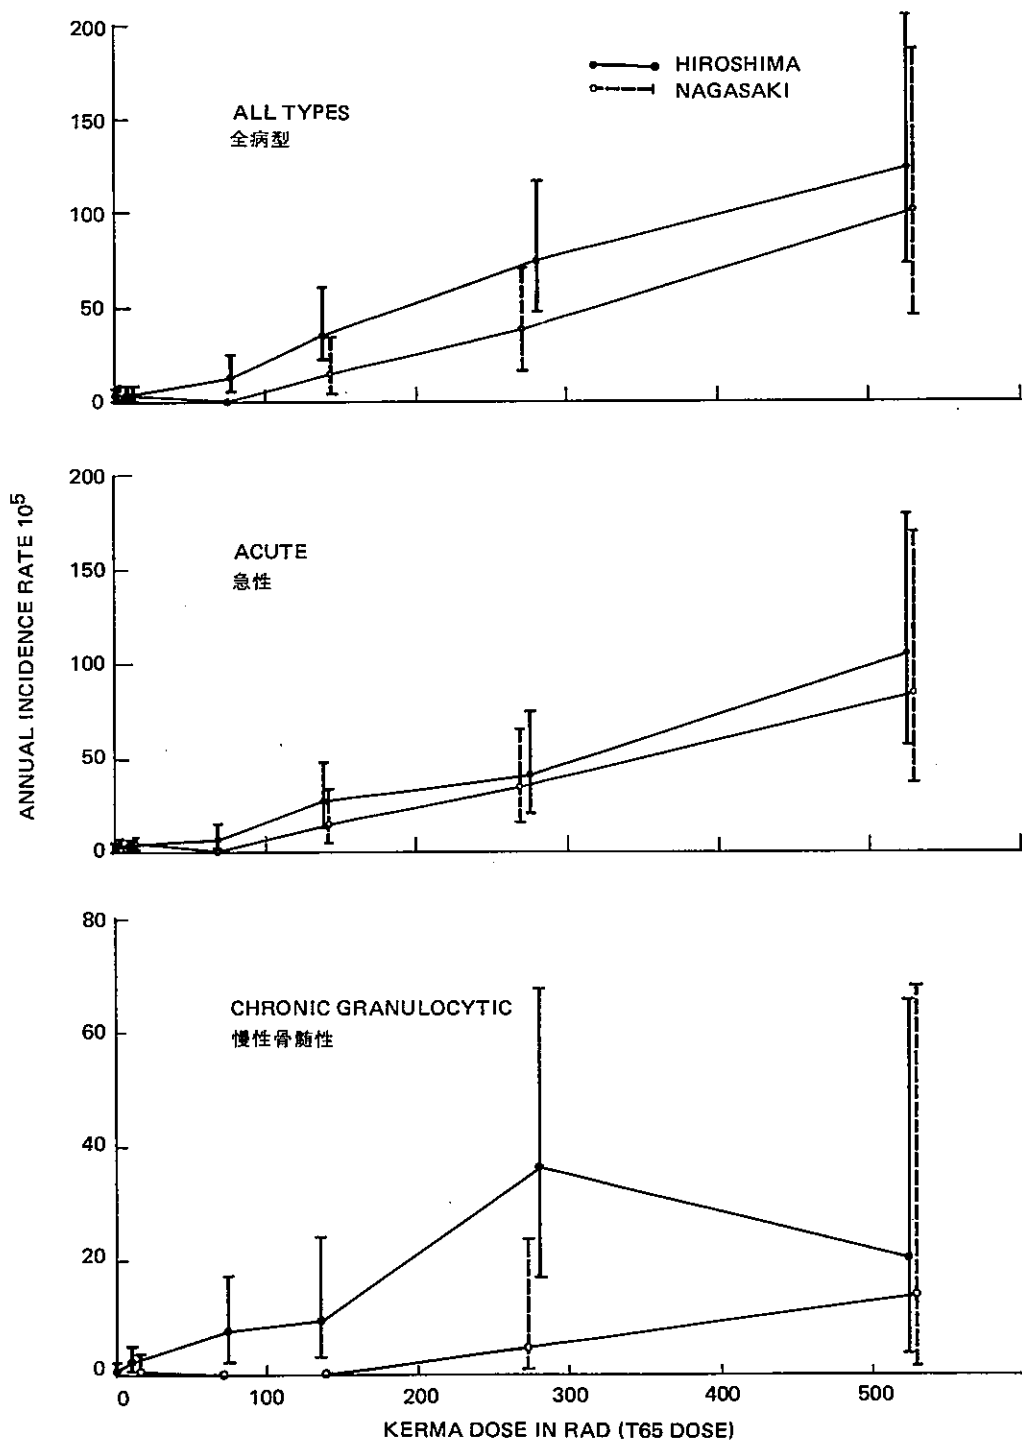 200
150
100
50
0
HIROSHIMA
NAGASAKI
ALL TYPES
全病型
ANNUAL INCIDENCE RATE 10⁵
200
150
100
50
0
ACUTE
急性
80
60
40
20
0
CHRONIC GRANULOCYTIC
慢性骨髄性
0 100 200 300 400 500
KERMA DOSE IN RAD (T65 DOSE)